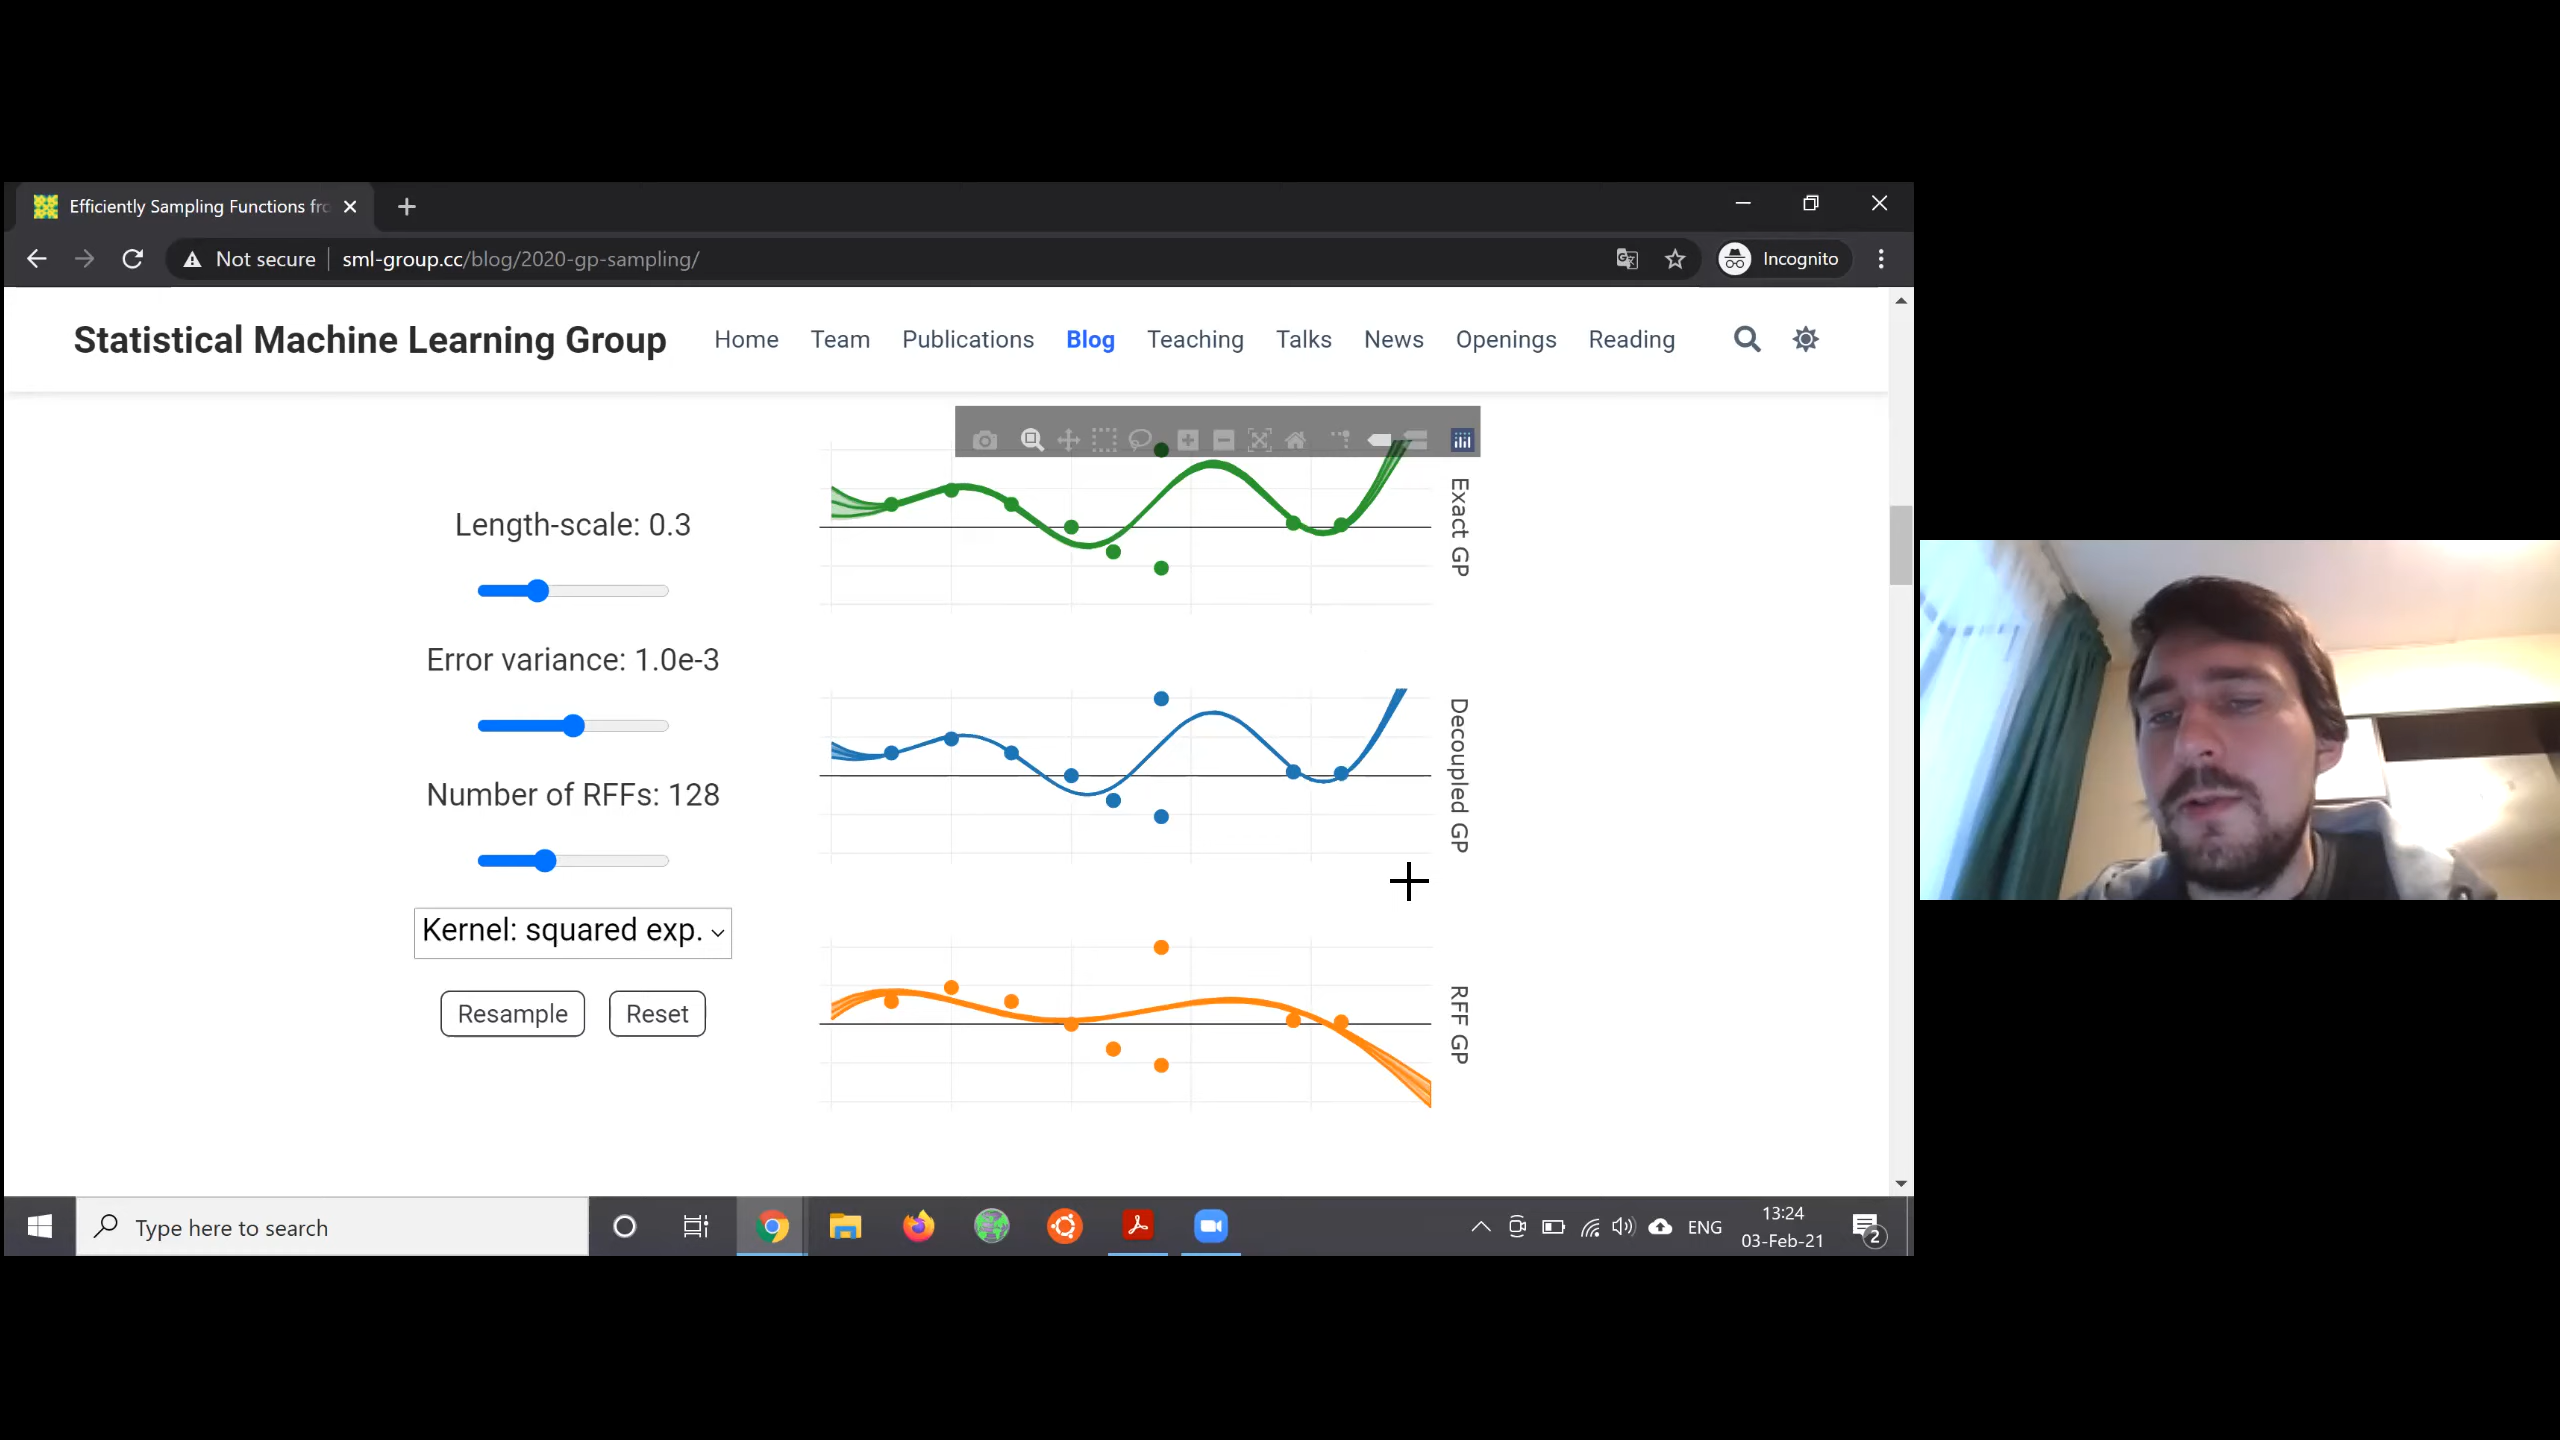 Efficiently Sampling Functions fro
Not secure sml-group.cc/blog/2020-gp-sampling/
Incognito
Statistical Machine Learning Group
Home Team Publications Blog Teaching Talks News Openings Reading
Length-scale: 0.3
Error variance: 1.0e-3
Number of RFFs: 128
Kernel: squared exp.
Resample Reset
Exact GP
Decoupled GP
RFF GP
Type here to search
ENG
13:24
03-Feb-21
2